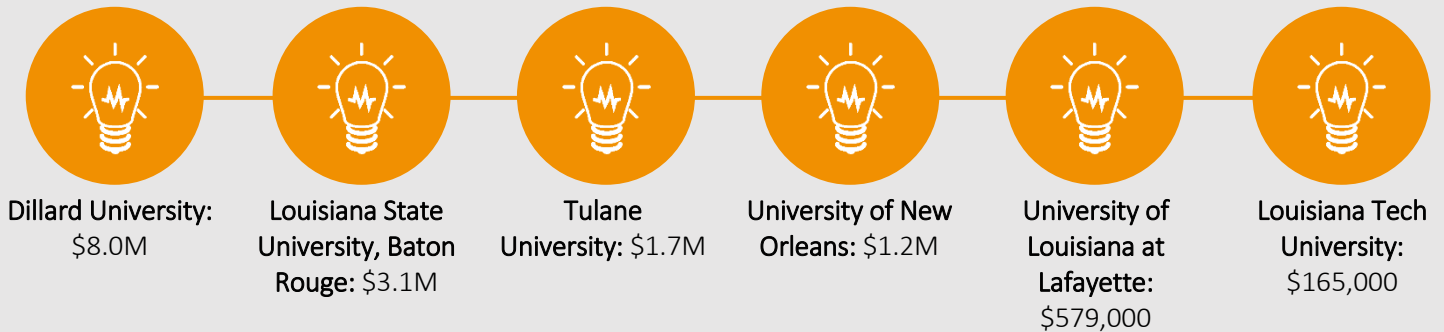 Dillard University:
$8.0M
Louisiana State
University, Baton
Rouge: $3.1M
Tulane
University: $1.7M
University of New
Orleans: $1.2M
University of
Louisiana at
Lafayette:
$579,000
Louisiana Tech
University:
$165,000